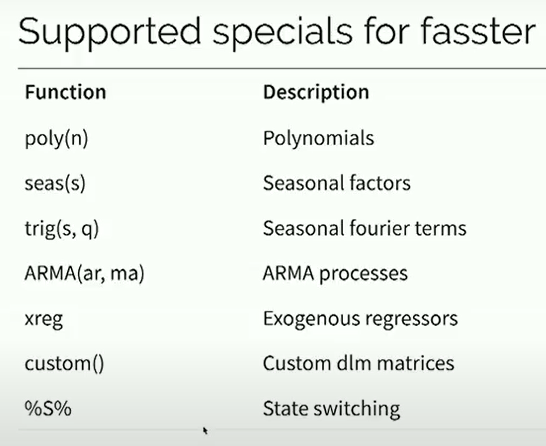 Supported specials for fasster
Function Description
poly(n) Polynomials
seas(s) Seasonal factors
trig(s, q) Seasonal fourier terms
ARMA(ar, ma) ARMA processes
xreg Exogenous regressors
custom() Custom dlm matrices
%S% State switching